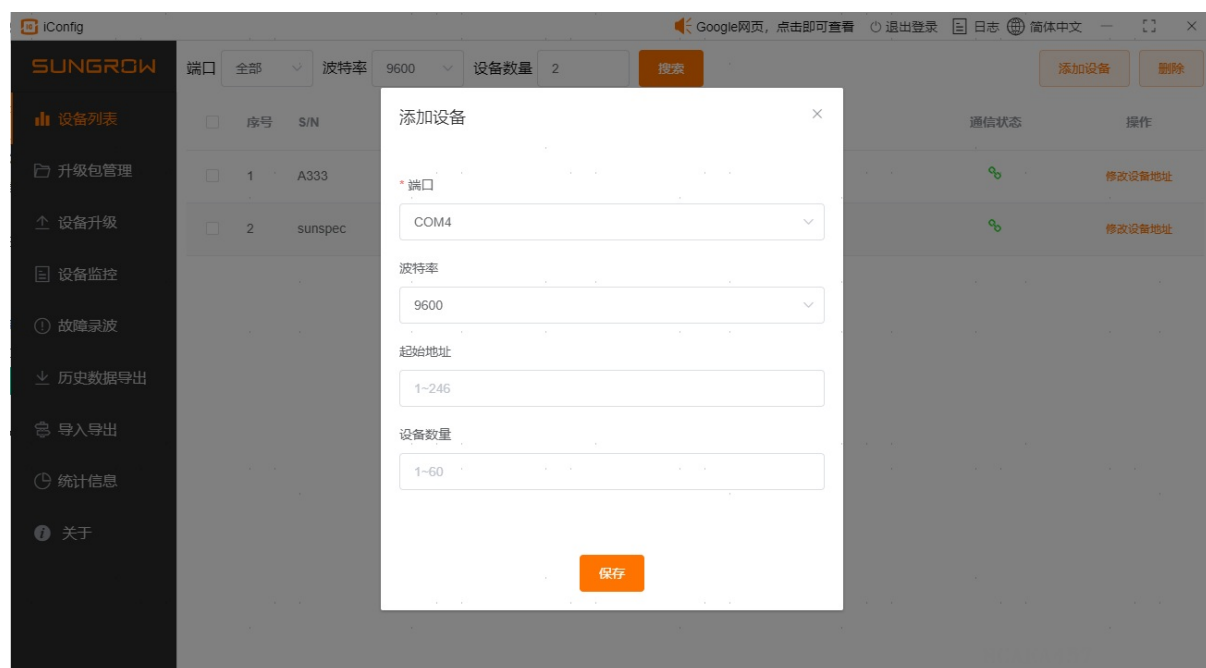 iConfig Google网页，点击即可查看 退出登录 日志 简体中文
SUNGROW 端口 全部 波特率 9600 设备数量 2 搜索 添加设备 删除
设备列表
升级包管理
设备升级
设备监控
故障录波
历史数据导出
导入导出
统计信息
关于
序号 S/N 通信状态 操作
1 A333 修改设备地址
2 sunspec 修改设备地址
添加设备
* 端口
COM4
波特率
9600
起始地址
1~246
设备数量
1~60
保存